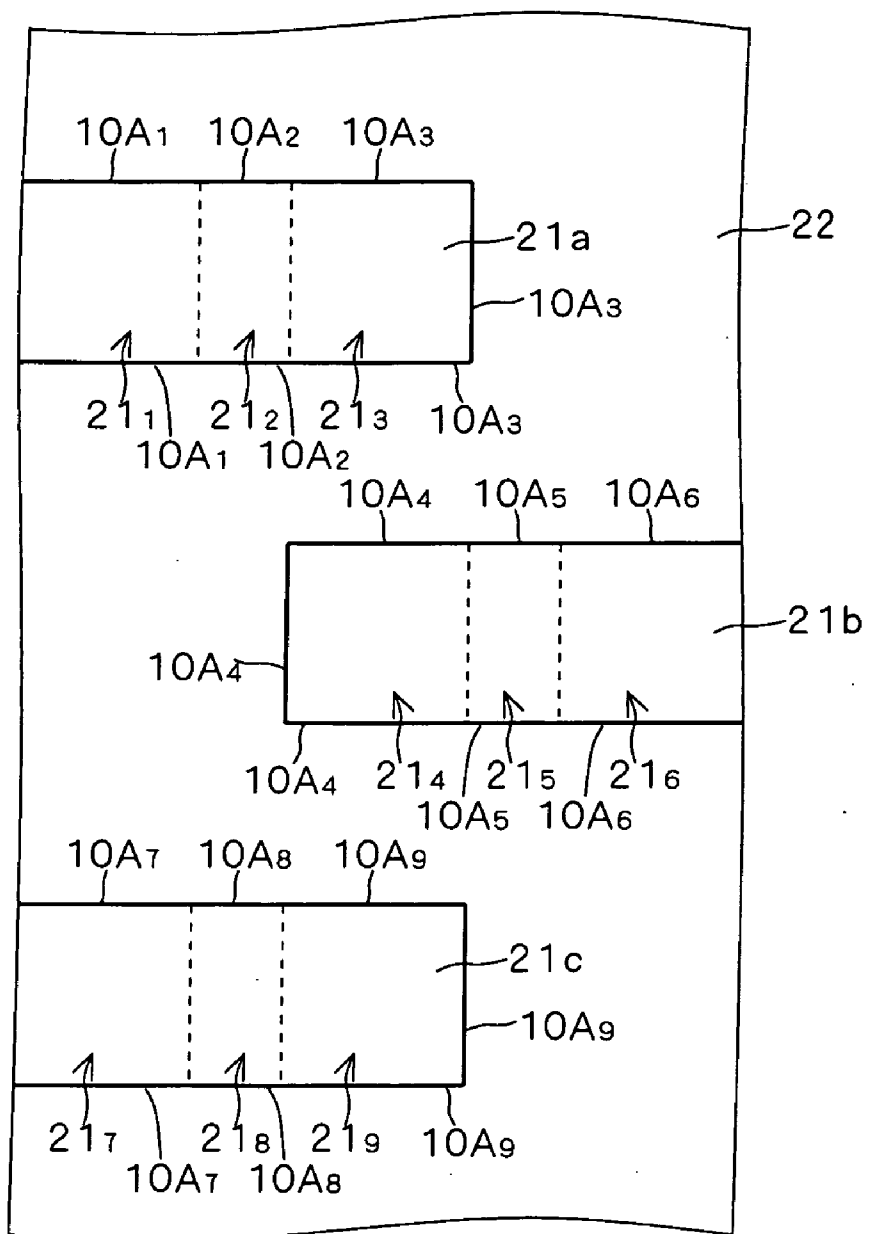 10A₁ 10A₂ 10A₃
22
21a
10A₃
21₁ 21₂ 21₃ 10A₃
10A₁ 10A₂
10A₄ 10A₅ 10A₆
21b
10A₄
10A₄ 21₄ 21₅ 21₆
10A₅ 10A₆
10A₇ 10A₈ 10A₉
21c
10A₉
21₇ 21₈ 21₉ 10A₉
10A₇ 10A₈